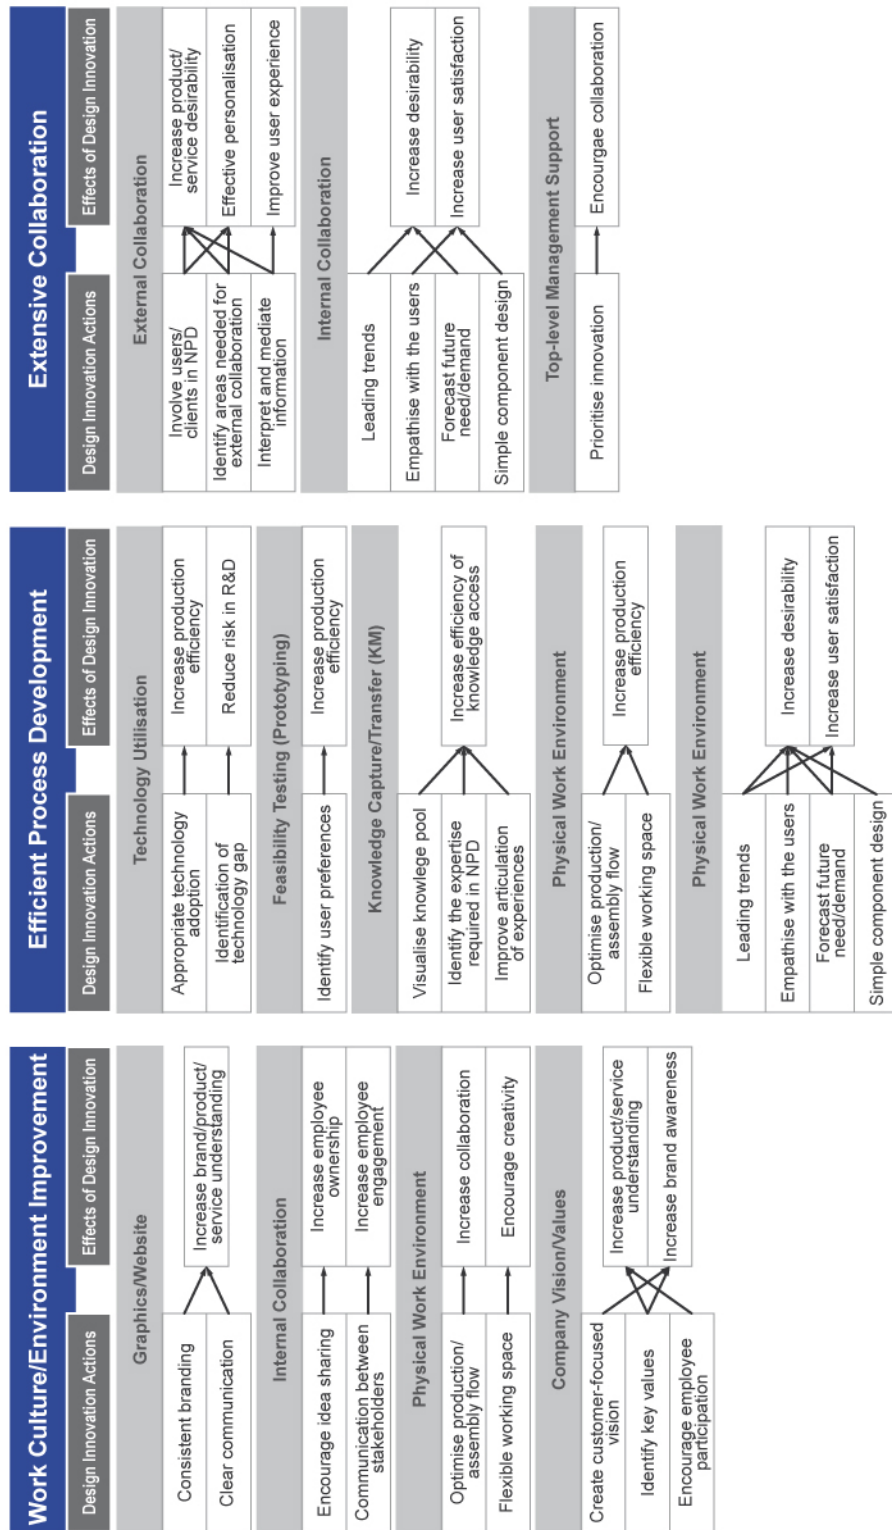 Work Culture/Environment Improvement
Design Innovation Actions
Effects of Design Innovation
Graphics/Website
Consistent branding
Clear communication
Increase brand/product/
service understanding
Internal Collaboration
Encourage idea sharing
Communication between
stakeholders
Increase employee
ownership
Increase employee
engagement
Physical Work Environment
Optimise production/
assembly flow
Flexible working space
Increase collaboration
Encourage creativity
Company Vision/Values
Create customer-focused
vision
Identify key values
Encourage employee
participation
Increase product/service
understanding
Increase brand awareness
Efficient Process Development
Design Innovation Actions
Effects of Design Innovation
Technology Utilisation
Appropriate technology
adoption
Identification of
technology gap
Increase production
efficiency
Reduce risk in R&D
Feasibility Testing (Prototyping)
Identify user preferences
Increase production
efficiency
Knowledge Capture/Transfer (KM)
Visualise knowlege pool
Identify the expertise
required in NPD
Improve articulation
of experiences
Increase efficiency of
knowledge access
Physical Work Environment
Optimise production/
assembly flow
Flexible working space
Increase production
efficiency
Physical Work Environment
Leading trends
Empathise with the users
Forecast future
need/demand
Simple component design
Increase desirability
Increase user satisfaction
Extensive Collaboration
Design Innovation Actions
Effects of Design Innovation
External Collaboration
Involve users/
clients in NPD
Identify areas needed for
external collaboration
Interpret and mediate
information
Increase product/
service desirability
Effective personalisation
Improve user experience
Internal Collaboration
Leading trends
Empathise with the users
Forecast future
need/demand
Simple component design
Increase desirability
Increase user satisfaction
Top-level Management Support
Prioritise innovation
Encourgae collaboration